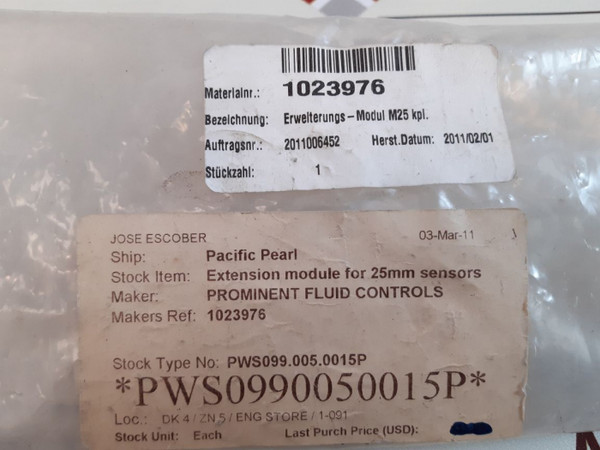 Materialnr.: 1023976
Bezeichnung: Erweiterungs-Modul M25 kpl.
Auftragsnr.: 2011006452 Herst.Datum: 2011/02/01
Stückzahl: 1
JOSE ESCOBER 03-Mar-11
Ship: Pacific Pearl
Stock Item: Extension module for 25mm sensors
Maker: PROMINENT FLUID CONTROLS
Makers Ref: 1023976
Stock Type No: PWS099.005.0015P
*PWS0990050015P*
Loc.: DK 4 / ZN 5 / ENG STORE / 1-091
Stock Unit: Each Last Purch Price (USD):